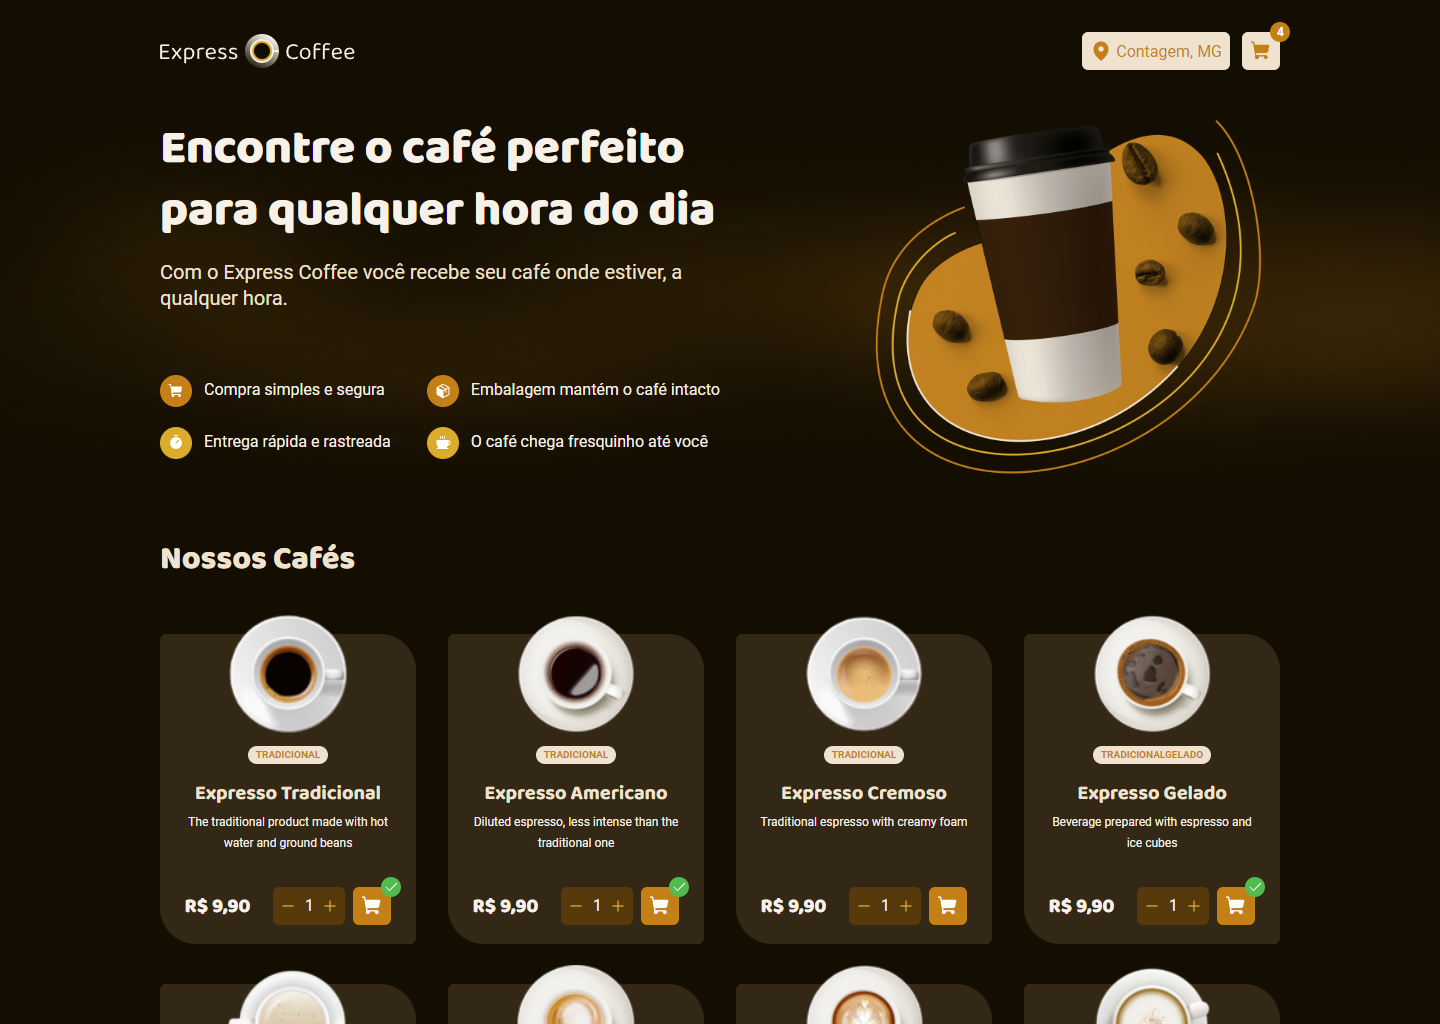 Express Coffee
Contagem, MG
4
Encontre o café perfeito
para qualquer hora do dia
Com o Express Coffee você recebe seu café onde estiver, a
qualquer hora.
Compra simples e segura
Embalagem mantém o café intacto
Entrega rápida e rastreada
O café chega fresquinho até você
Nossos Cafés
TRADICIONAL
Expresso Tradicional
The traditional product made with hot
water and ground beans
R$ 9,90
1
TRADICIONAL
Expresso Americano
Diluted espresso, less intense than the
traditional one
R$ 9,90
1
TRADICIONAL
Expresso Cremoso
Traditional espresso with creamy foam
R$ 9,90
1
TRADICIONALGELADO
Expresso Gelado
Beverage prepared with espresso and
ice cubes
R$ 9,90
1